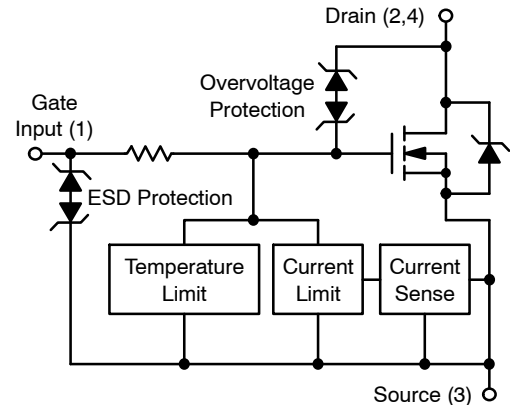 Drain (2,4)
Overvoltage
Protection
Gate
Input (1)
ESD Protection
Temperature
Limit
Current
Limit
Current
Sense
Source (3)